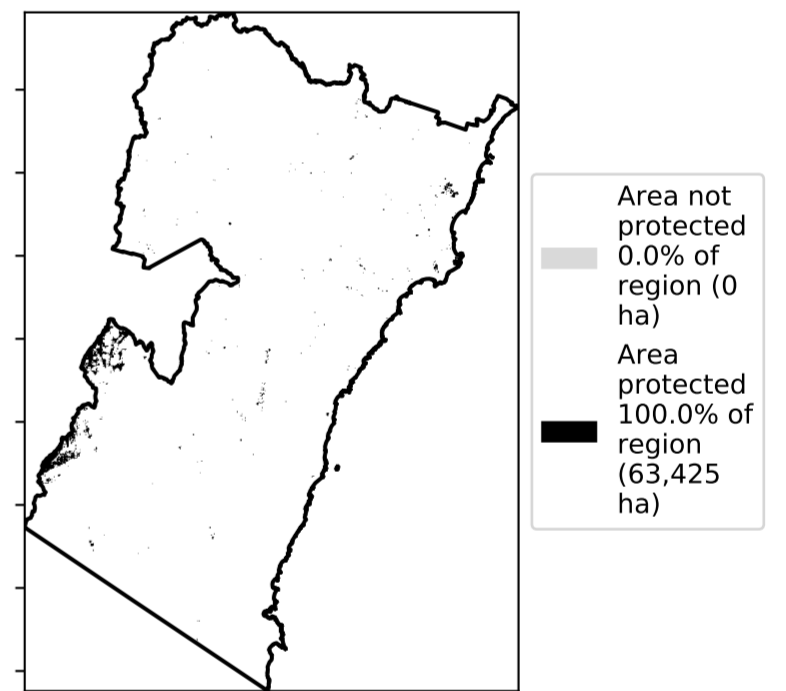 Area not
protected
0.0% of
region (0
ha)
Area
protected
100.0% of
region
(63,425
ha)